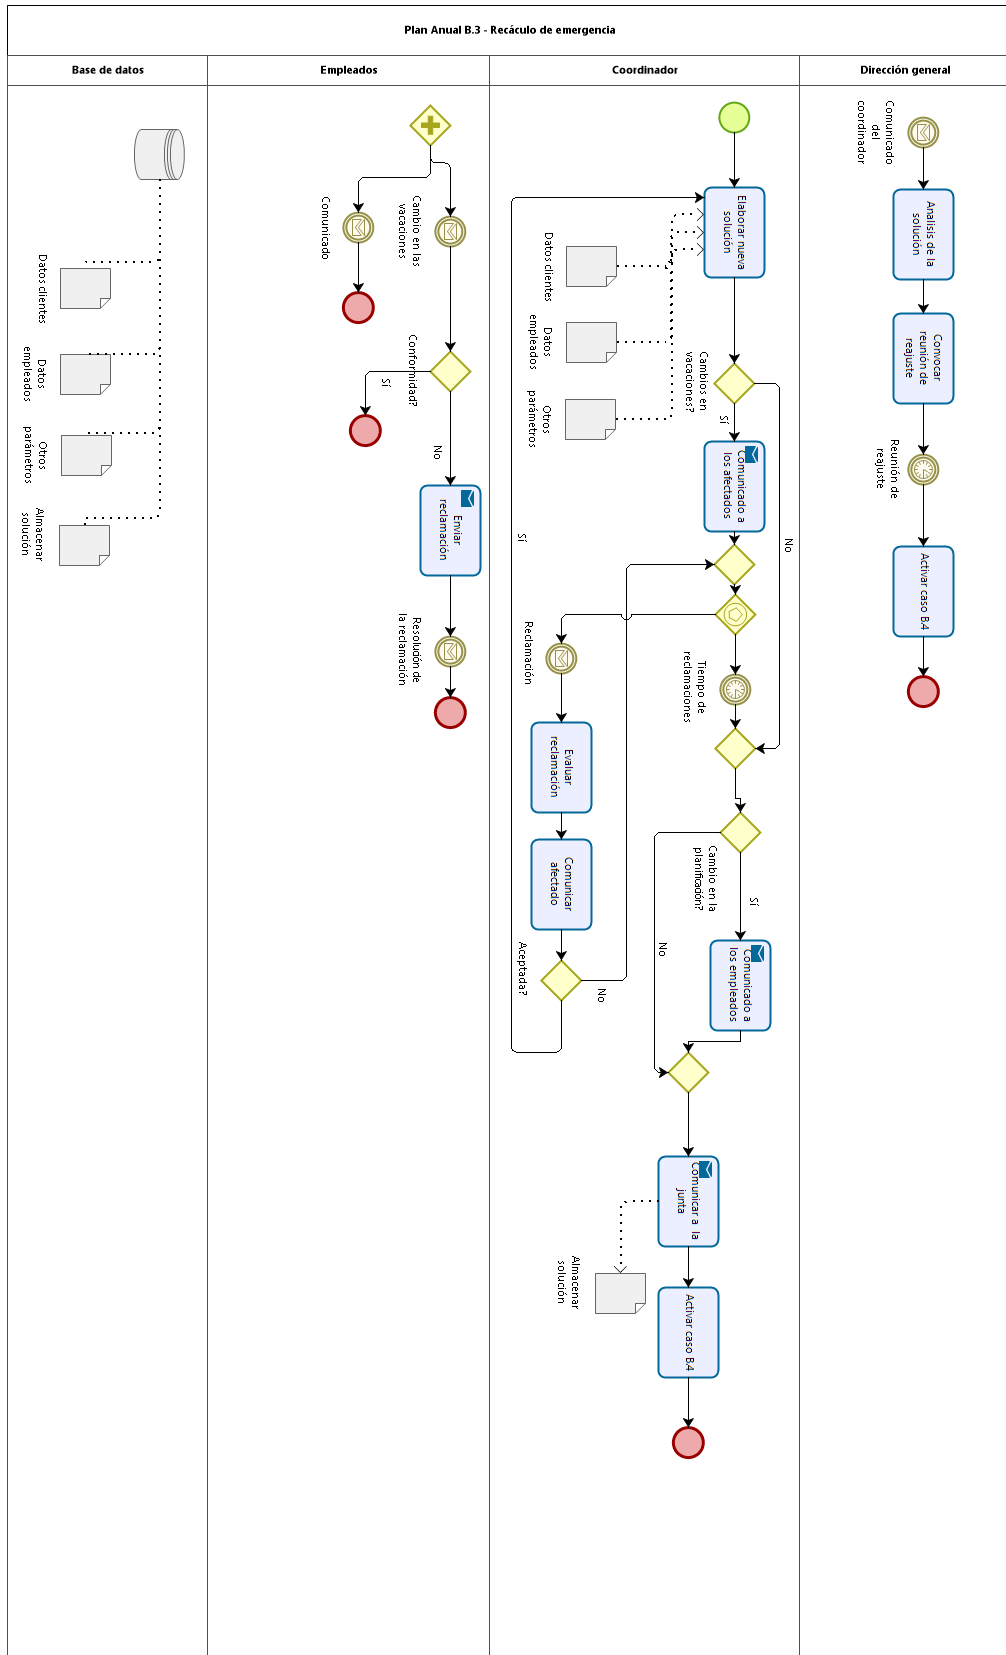 Plan Anual B.3 - Recáculo de emergencia
Base de datos
Empleados
Coordinador
Dirección general
Datos clientes
Datos
empleados
Otros
parámetros
Almacenar
solución
Comunicado
Cambio en las
vacaciones
Conformidad?
Sí
No
Enviar
reclamación
Resolución de
la reclamación
Elaborar nueva
solución
Datos clientes
Datos
empleados
Otros
parámetros
Cambios en
vacaciones?
Sí
No
Comunicado a
los afectados
Sí
Reclamación
Tiempo de
reclamaciones
Evaluar
reclamación
Comunicar
afectado
Aceptada?
No
Cambio en la
planificación?
Sí
No
Comunicado a
los empleados
Comunicar a la
junta
Almacenar
solución
Activar caso B.4
Comunicado
del
coordinador
Analisis de la
solución
Convocar
reunión de
reajuste
Reunión de
reajuste
Activar caso B.4